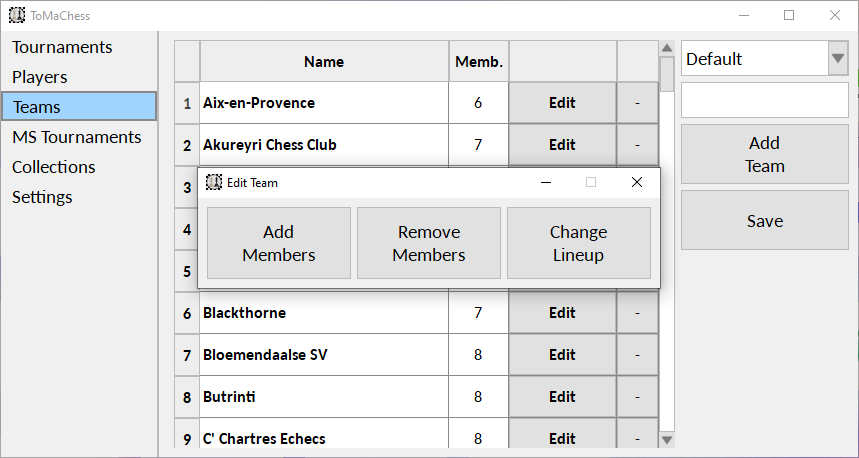 ToMaChess
Tournaments
Players
Teams
MS Tournaments
Collections
Settings
Name Memb.
1 Aix-en-Provence 6 Edit -
2 Akureyri Chess Club 7 Edit -
3
4
5
6 Blackthorne 7 Edit -
7 Bloemendaalse SV 8 Edit -
8 Butrinti 8 Edit -
9 C' Chartres Echecs 8 Edit -
Edit Team
Add
Members
Remove
Members
Change
Lineup
Default
Add
Team
Save